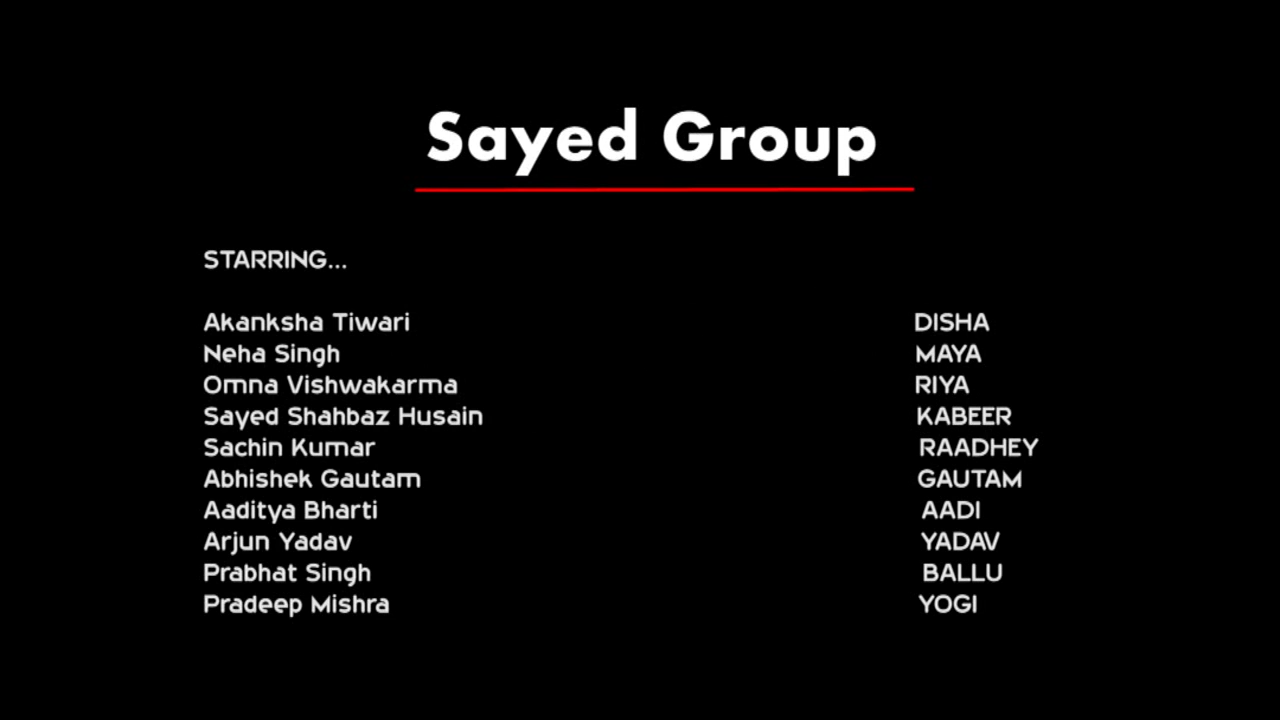 Sayed Group
STARRING...
Akanksha Tiwari DISHA
Neha Singh MAYA
Omna Vishwakarma RIYA
Sayed Shahbaz Husain KABEER
Sachin Kumar RAADHEY
Abhishek Gautam GAUTAM
Aaditya Bharti AADI
Arjun Yadav YADAV
Prabhat Singh BALLU
Pradeep Mishra YOGI